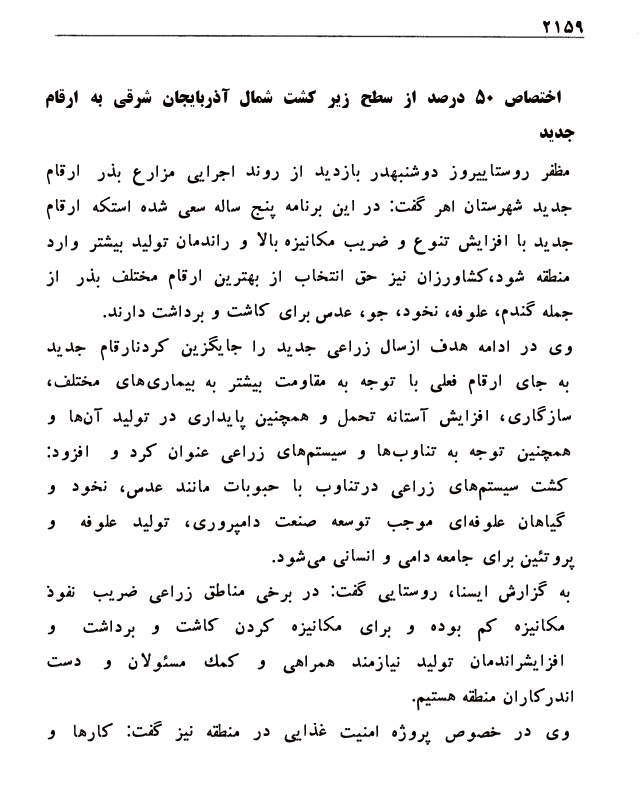 ۲۱۵۹
اختصاص ۵۰ درصد از سطح زیر کشت شمال آذربایجان شرقی به ارقام
جدید
مظفر روستاییروز دوشنبهدر بازدید از روند اجرایی مزارع بذر ارقام
جدید شهرستان اهر گفت: در این برنامه پنج ساله سعی شده استکه ارقام
جدید با افزایش تنوع و ضریب مکانیزه بالا و راندمان تولید بیشتر وارد
منطقه شود،کشاورزان نیز حق انتخاب از بهترین ارقام مختلف بذر از
جمله گندم، علوفه، نخود، جو، عدس برای کاشت و برداشت دارند.
وی در ادامه هدف ازسال زراعی جدید را جایگزین کردنارقام جدید
به جای ارقام فعلی با توجه به مقاومت بیشتر به بیماری‌های مختلف،
سازگاری، افزایش آستانه تحمل و همچنین پایداری در تولید آن‌ها و
همچنین توجه به تناوب‌ها و سیستم‌های زراعی عنوان کرد و افزود:
کشت سیستم‌های زراعی درتناوب با حبوبات مانند عدس، نخود و
گیاهان علوفه‌ای موجب توسعه صنعت دامپروری، تولید علوفه و
پروتئین برای جامعه دامی و انسانی می‌شود.
به گزارش ایسنا، روستایی گفت: در برخی مناطق زراعی ضریب نفوذ
مکانیزه کم بوده و برای مکانیزه کردن کاشت و برداشت و
افزایشراندمان تولید نیازمند همراهی و کمك مسئولان و دست
اندرکاران منطقه هستیم.
وی در خصوص پروژه امنیت غذایی در منطقه نیز گفت: کارها و